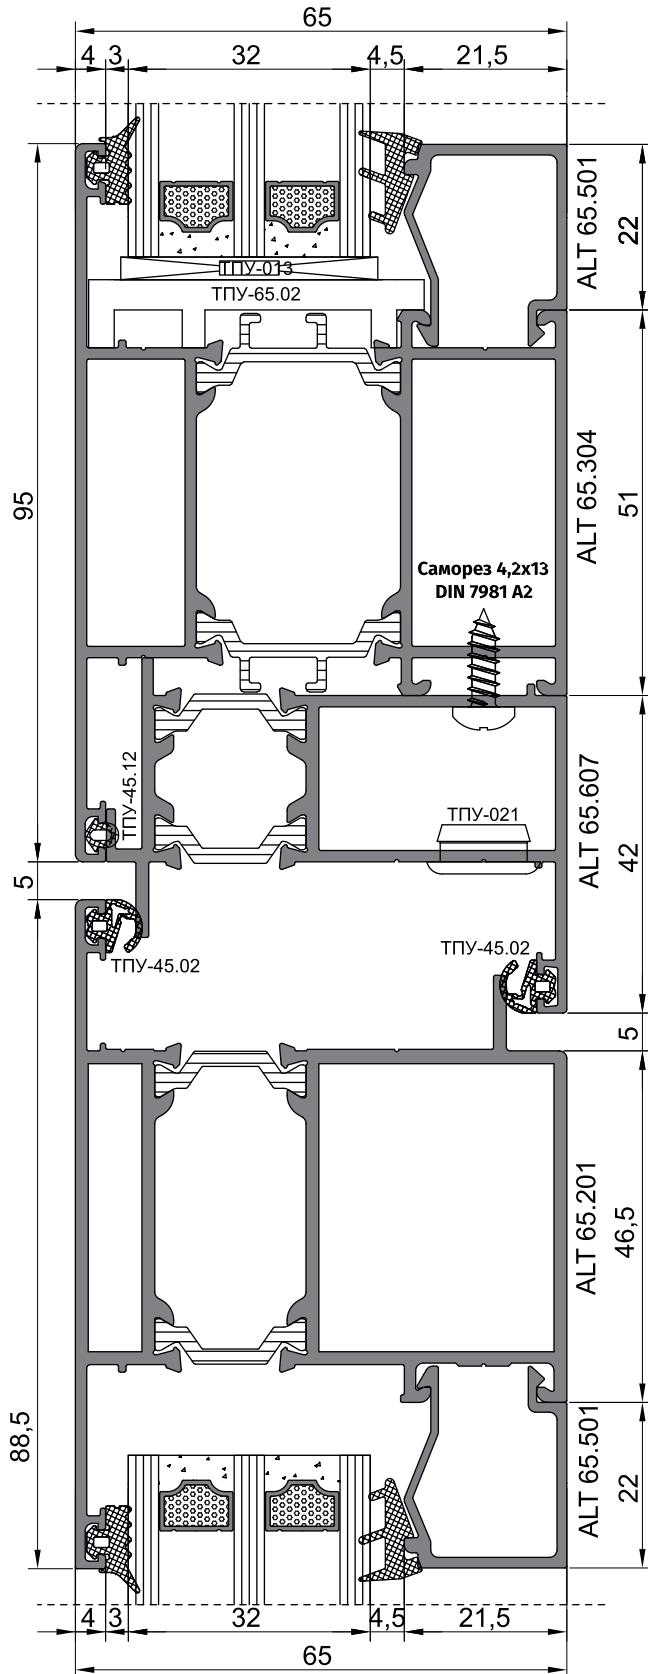 65
4 3 32 4,5 21,5
ALT 65.501
22
ТПУ-013
ТПУ-65.02
95
ALT 65.304
51
Саморез 4,2x13
DIN 7981 A2
ТПУ-45.12
ТПУ-021
ALT 65.607
42
5
ТПУ-45.02
ТПУ-45.02
5
ALT 65.201
46,5
88,5
ALT 65.501
22
4 3 32 4,5 21,5
65